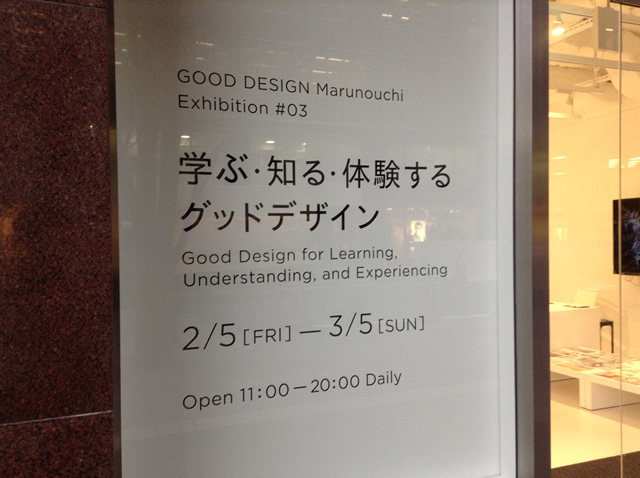 GOOD DESIGN Marunouchi
Exhibition #03
学ぶ・知る・体験する
グッドデザイン
Good Design for Learning,
Understanding, and Experiencing
2/5 [FRI] — 3/5 [SUN]
Open 11:00 — 20:00 Daily